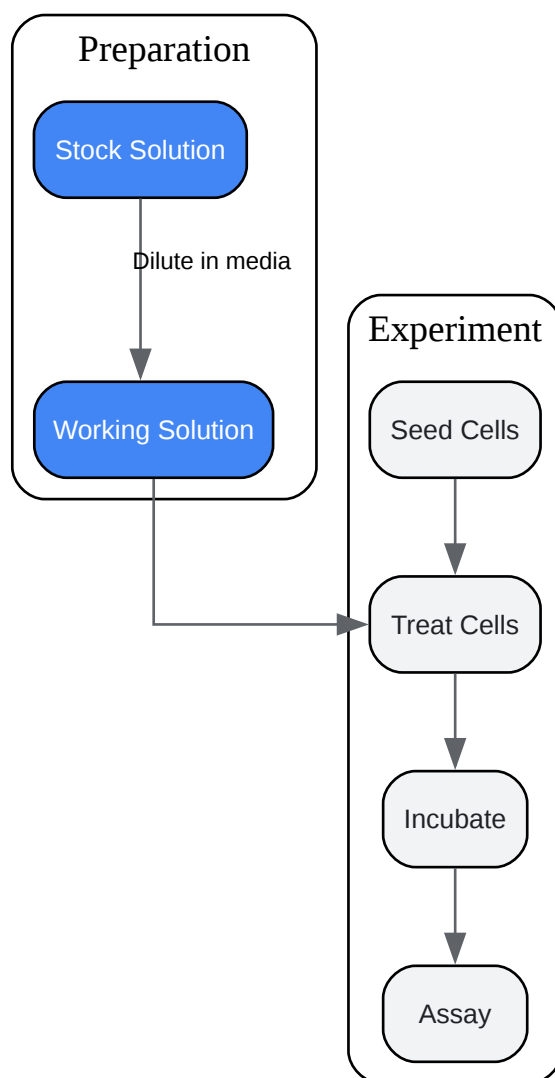 Preparation
Stock Solution
Dilute in media
Working Solution
Experiment
Seed Cells
Treat Cells
Incubate
Assay